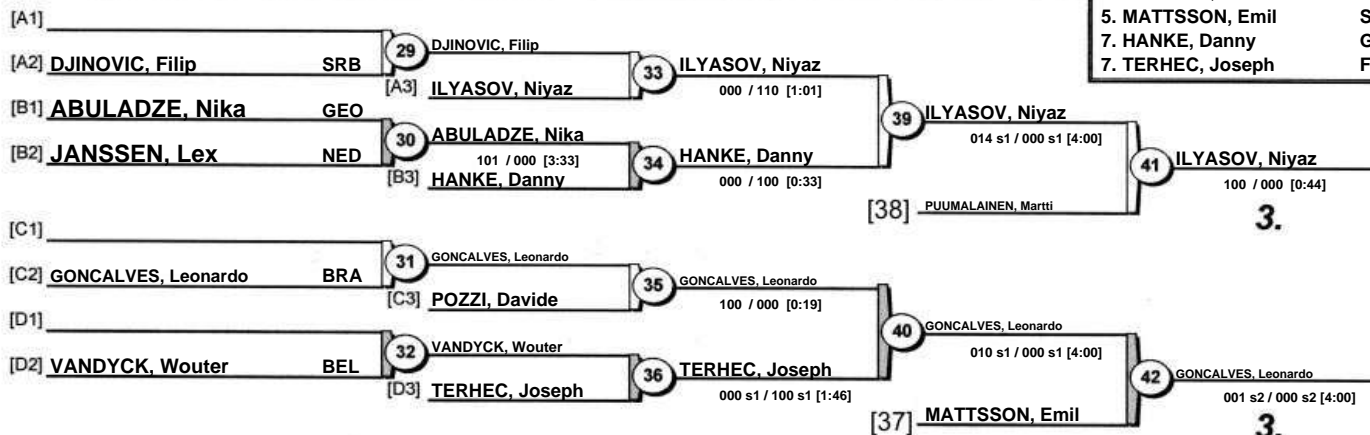 5. MATTSSON, Emil S
7. HANKE, Danny G
7. TERHEC, Joseph F
[A1]
[A2] DJINOVIC, Filip SRB
29
DJINOVIC, Filip
[A3] ILYASOV, Niyaz
33
ILYASOV, Niyaz
000 / 110 [1:01]
[B1] ABULADZE, Nika GEO
[B2] JANSSEN, Lex NED
30
ABULADZE, Nika
101 / 000 [3:33]
[B3] HANKE, Danny
34
HANKE, Danny
000 / 100 [0:33]
39
ILYASOV, Niyaz
014 s1 / 000 s1 [4:00]
[38] PUUMALAINEN, Martti
41
ILYASOV, Niyaz
100 / 000 [0:44]
3.
[C1]
[C2] GONCALVES, Leonardo BRA
31
GONCALVES, Leonardo
[C3] POZZI, Davide
35
GONCALVES, Leonardo
100 / 000 [0:19]
[D1]
[D2] VANDYCK, Wouter BEL
32
VANDYCK, Wouter
[D3] TERHEC, Joseph
36
TERHEC, Joseph
000 s1 / 100 s1 [1:46]
40
GONCALVES, Leonardo
010 s1 / 000 s1 [4:00]
[37] MATTSSON, Emil
42
GONCALVES, Leonardo
001 s2 / 000 s2 [4:00]
3.